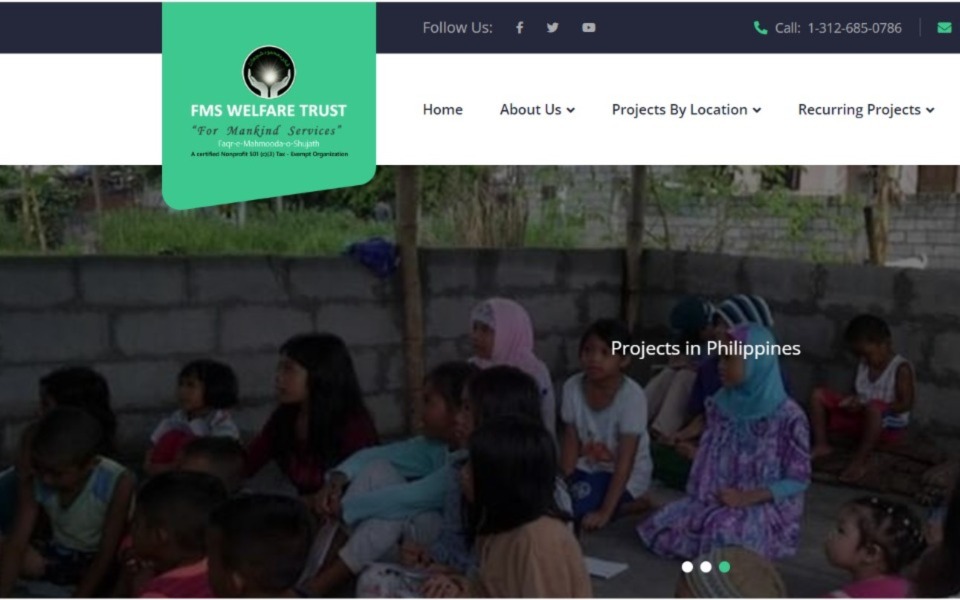 Follow Us:
Call: 1-312-685-0786
FMS WELFARE TRUST
"For Mankind Services"
Faqr-e-Mahmooda-o-Shujath
A certified Nonprofit 501 (c)(3) Tax - Exempt Organization
Home
About Us
Projects By Location
Recurring Projects
Projects in Philippines